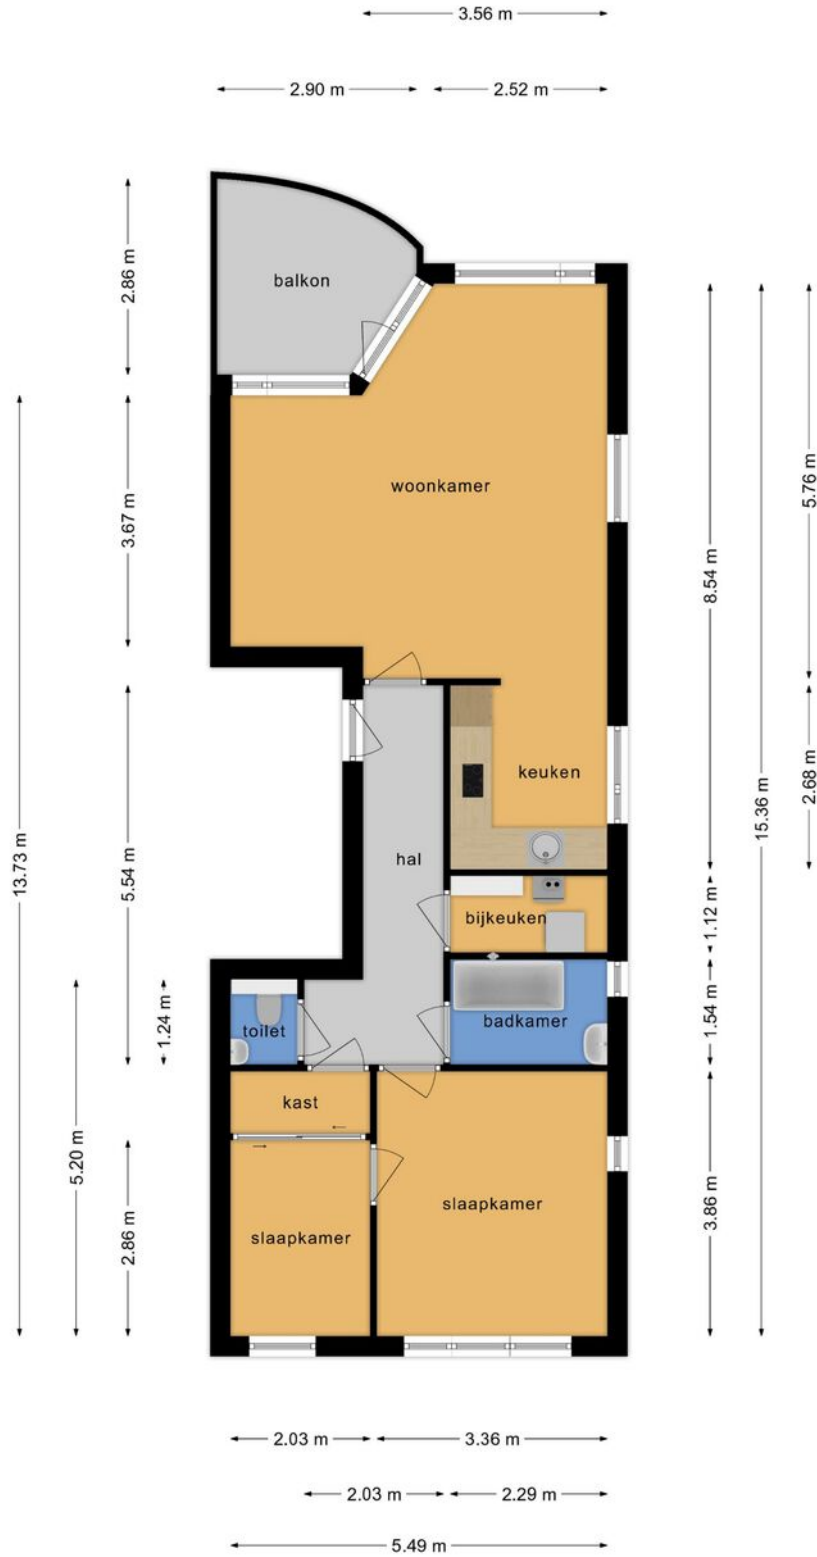 3.56 m
2.90 m
2.52 m
2.86 m
balkon
3.67 m
woonkamer
5.76 m
8.54 m
keuken
2.68 m
15.36 m
13.73 m
5.54 m
hal
bijkeuken
1.12 m
1.24 m
toilet
badkamer
1.54 m
kast
5.20 m
slaapkamer
3.86 m
2.86 m
slaapkamer
2.03 m
3.36 m
2.03 m
2.29 m
5.49 m